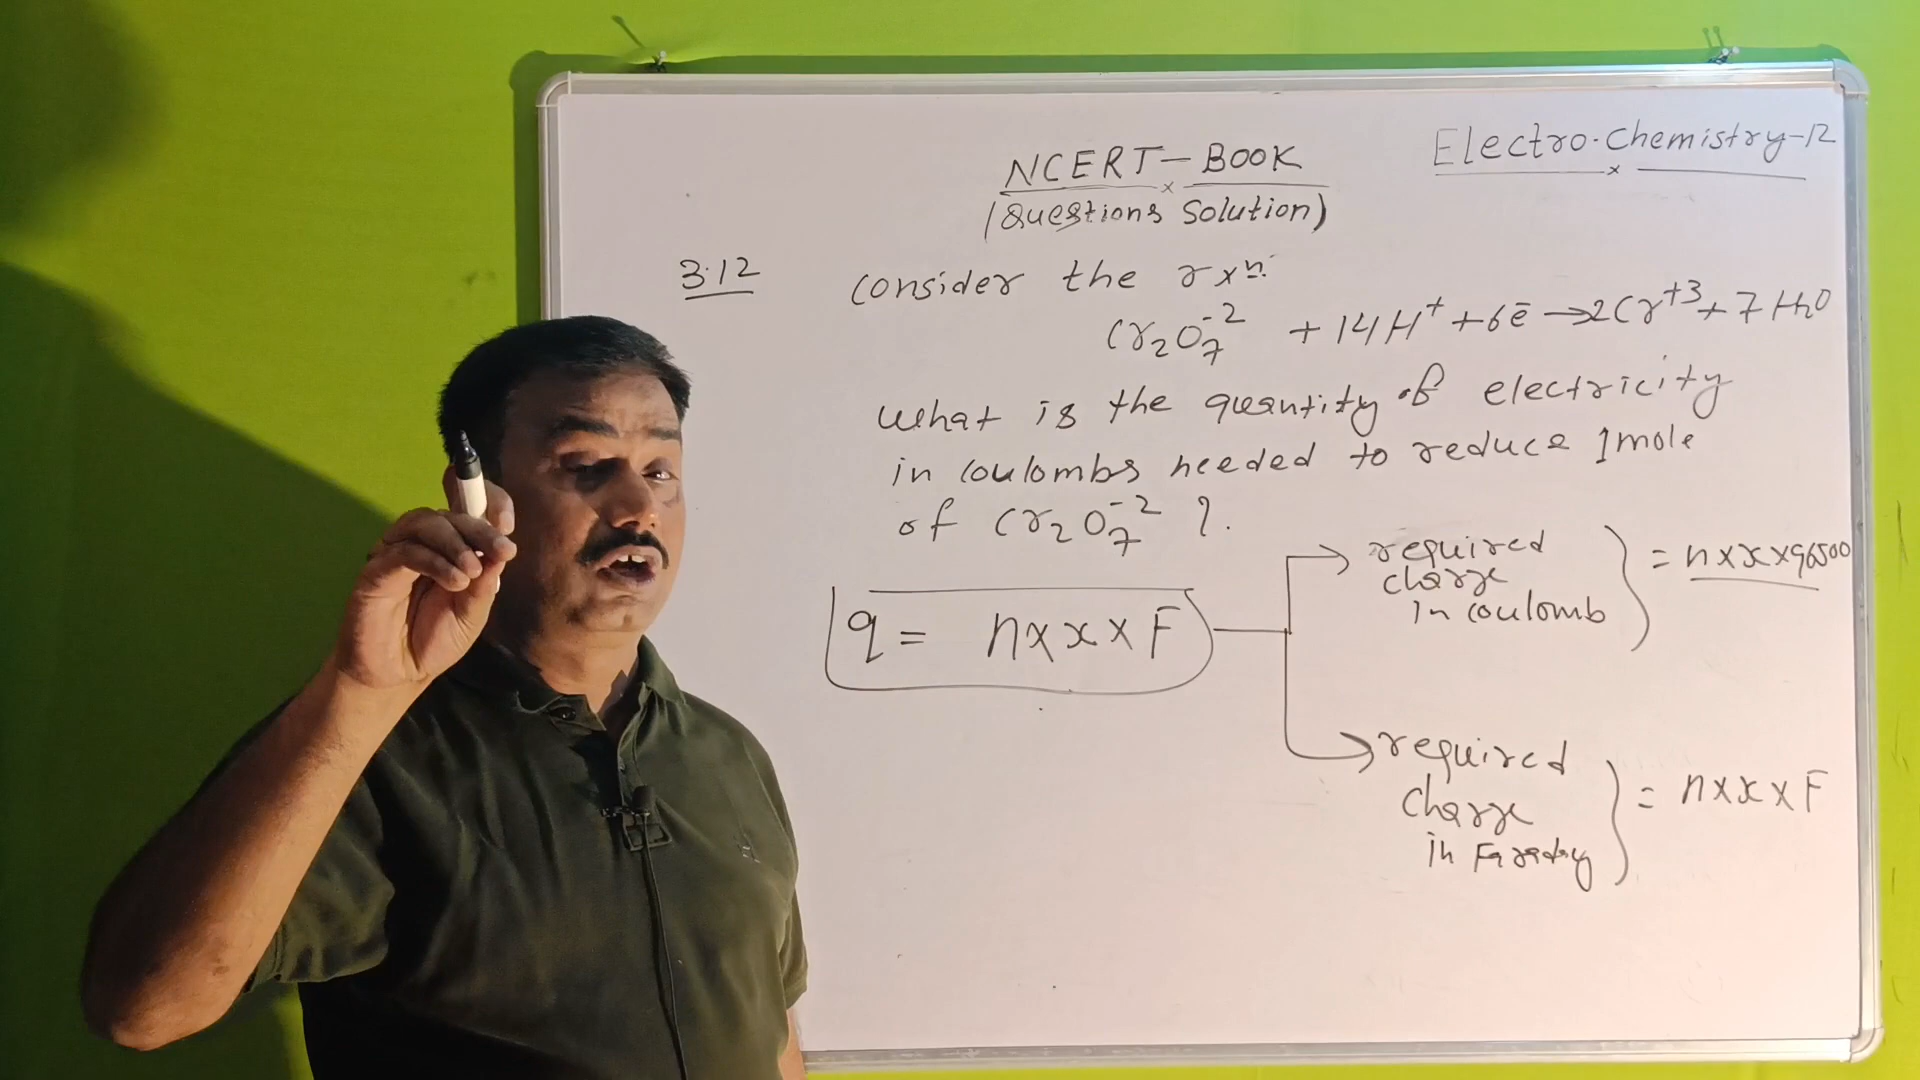 Electro.Chemistry-12
NCERT-BOOK
(Questions Solution)
3.12 Consider the rxn.
Cr₂O₇⁻² + 14H⁺ + 6ē → 2Cr⁺³ + 7H₂O
What is the quantity of electricity
in coulombs needed to reduce 1mole
of Cr₂O₇⁻² ?
q = n×x×F
required
charge
in coulomb
= n×x×96500
required
charge
in Faraday
= n×x×F